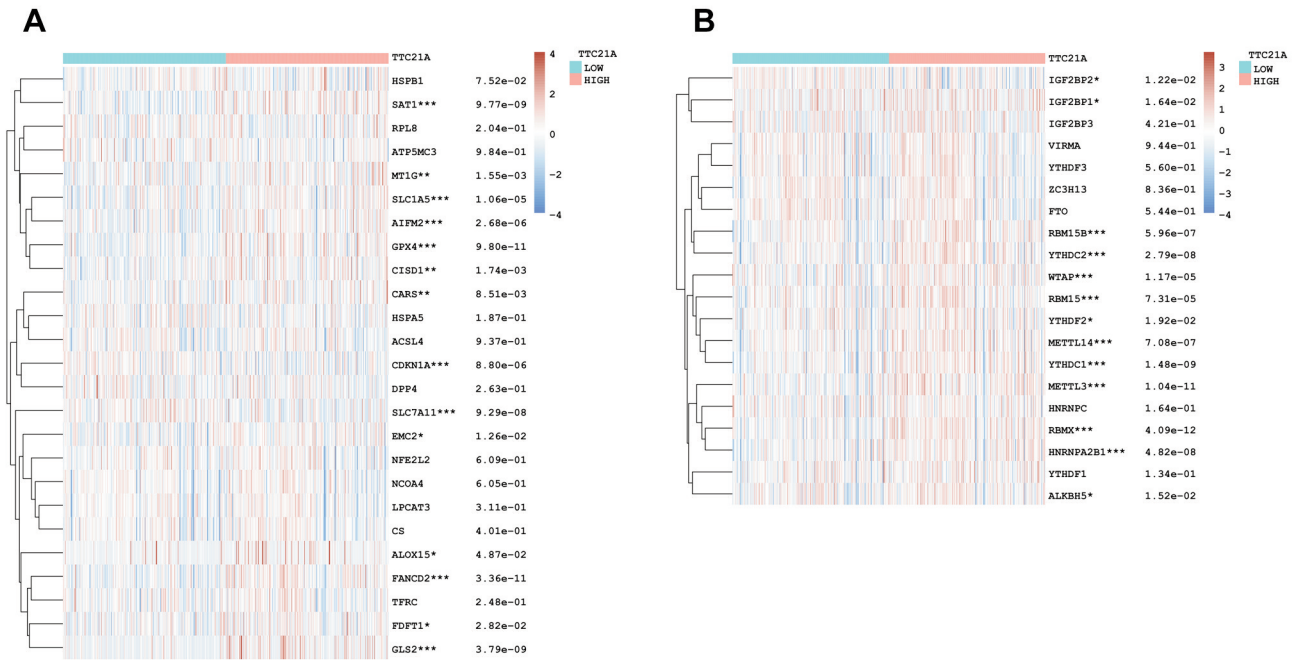 A
TTC21A
HSPB1 7.52e-02
SAT1*** 9.77e-09
RPL8 2.04e-01
ATP5MC3 9.84e-01
MT1G** 1.55e-03
SLC1A5*** 1.06e-05
AIFM2*** 2.68e-06
GPX4*** 9.80e-11
CISD1** 1.74e-03
CARS** 8.51e-03
HSPA5 1.87e-01
ACSL4 9.37e-01
CDKN1A*** 8.80e-06
DPP4 2.63e-01
SLC7A11*** 9.29e-08
EMC2* 1.26e-02
NFE2L2 6.09e-01
NCOA4 6.05e-01
LPCAT3 3.11e-01
CS 4.01e-01
ALOX15* 4.87e-02
FANCD2*** 3.36e-11
TFRC 2.48e-01
FDFT1* 2.82e-02
GLS2*** 3.79e-09
4
2
0
−2
−4
TTC21A
LOW
HIGH
B
TTC21A
IGF2BP2* 1.22e-02
IGF2BP1* 1.64e-02
IGF2BP3 4.21e-01
VIRMA 9.44e-01
YTHDF3 5.60e-01
ZC3H13 8.36e-01
FTO 5.44e-01
RBM15B*** 5.96e-07
YTHDC2*** 2.79e-08
WTAP*** 1.17e-05
RBM15*** 7.31e-05
YTHDF2* 1.92e-02
METTL14*** 7.08e-07
YTHDC1*** 1.48e-09
METTL3*** 1.04e-11
HNRNPC 1.64e-01
RBMX*** 4.09e-12
HNRNPA2B1*** 4.82e-08
YTHDF1 1.34e-01
ALKBH5* 1.52e-02
3
2
1
0
−1
−2
−3
−4
TTC21A
LOW
HIGH